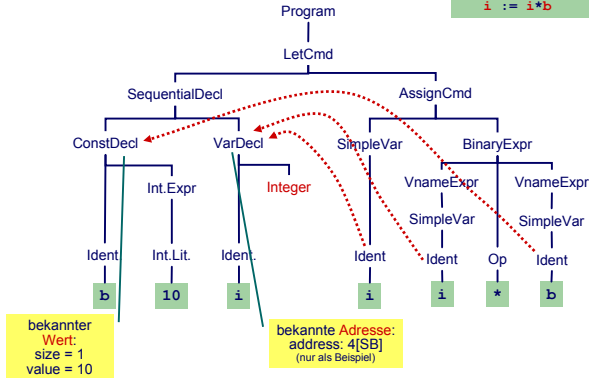 i := i*b
Program
LetCmd
SequentialDecl AssignCmd
ConstDecl VarDecl SimpleVar BinaryExpr
Int.Expr Integer VnameExpr VnameExpr
SimpleVar SimpleVar
Ident Int.Lit. Ident. Ident Ident Op Ident
b 10 i i i * b
bekannter
Wert:
size = 1
value = 10
bekannte Adresse:
address: 4[SB]
(nur als Beispiel)